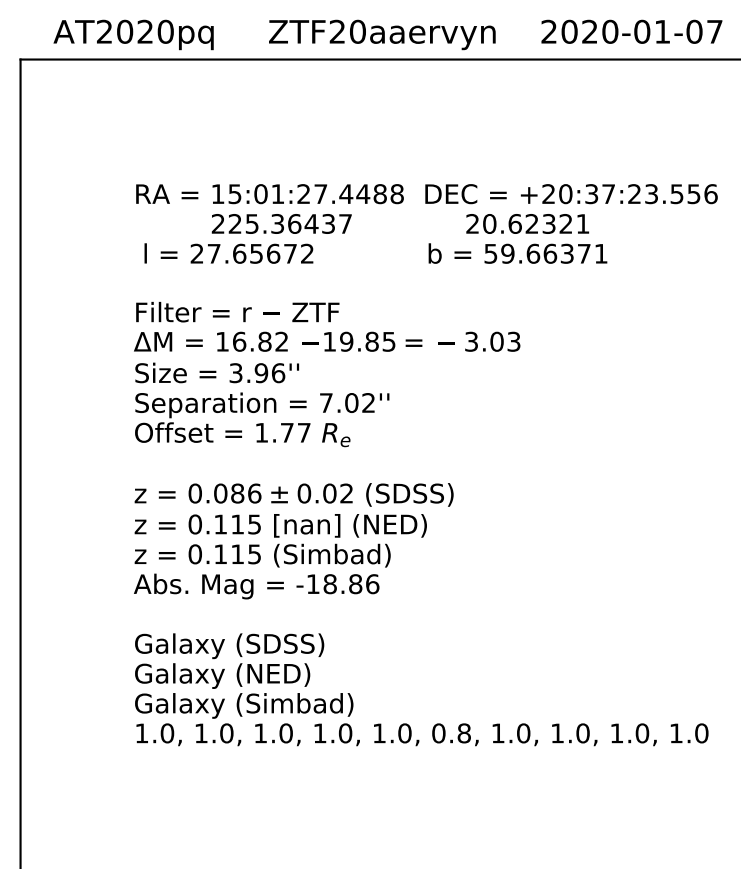 AT2020pq ZTF20aaervyn 2020-01-07
RA = 15:01:27.4488 DEC = +20:37:23.556
225.36437 20.62321
l = 27.65672 b = 59.66371
Filter = r − ZTF
ΔM = 16.82 −19.85 = − 3.03
Size = 3.96''
Separation = 7.02''
Offset = 1.77 Re
z = 0.086 ± 0.02 (SDSS)
z = 0.115 [nan] (NED)
z = 0.115 (Simbad)
Abs. Mag = -18.86
Galaxy (SDSS)
Galaxy (NED)
Galaxy (Simbad)
1.0, 1.0, 1.0, 1.0, 1.0, 0.8, 1.0, 1.0, 1.0, 1.0